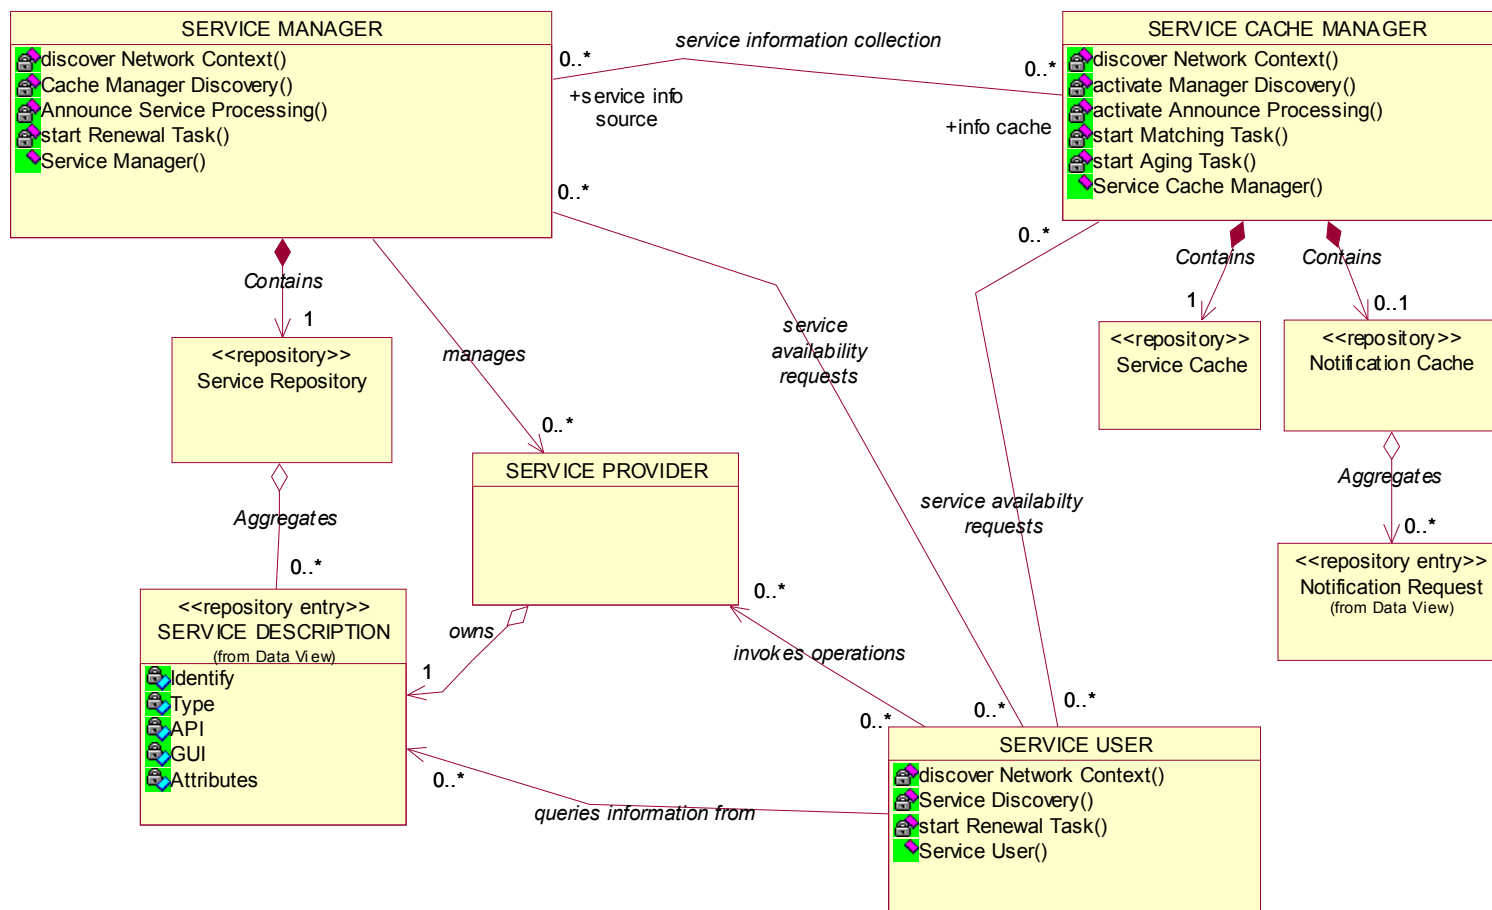 SERVICE MANAGER
discover Network Context()
Cache Manager Discovery()
Announce Service Processing()
start Renewal Task()
Service Manager()
0..*
service information collection
0..*
+service info
source
+info cache
SERVICE CACHE MANAGER
discover Network Context()
activate Manager Discovery()
activate Announce Processing()
start Matching Task()
start Aging Task()
Service Cache Manager()
0..*
0..*
Contains
1
manages
0..*
service
availability
requests
Contains
1
Contains
0..1
<<repository>>
Service Repository
<<repository>>
Service Cache
<<repository>>
Notification Cache
Aggregates
0..*
SERVICE PROVIDER
service availabilty
requests
Aggregates
0..*
<<repository entry>>
Notification Request
(from Data View)
<<repository entry>>
SERVICE DESCRIPTION
(from Data View)
Identify
Type
API
GUI
Attributes
owns
1
0..*
invokes operations
0..*
0..*
0..*
0..*
queries information from
SERVICE USER
discover Network Context()
Service Discovery()
start Renewal Task()
Service User()